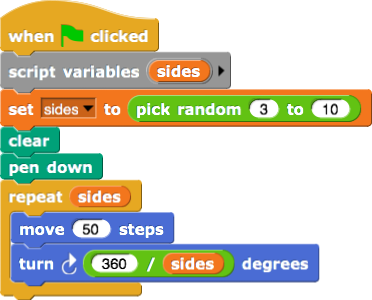 when clicked
script variables sides
set sides to pick random 3 to 10
clear
pen down
repeat sides
move 50 steps
turn 360 / sides degrees